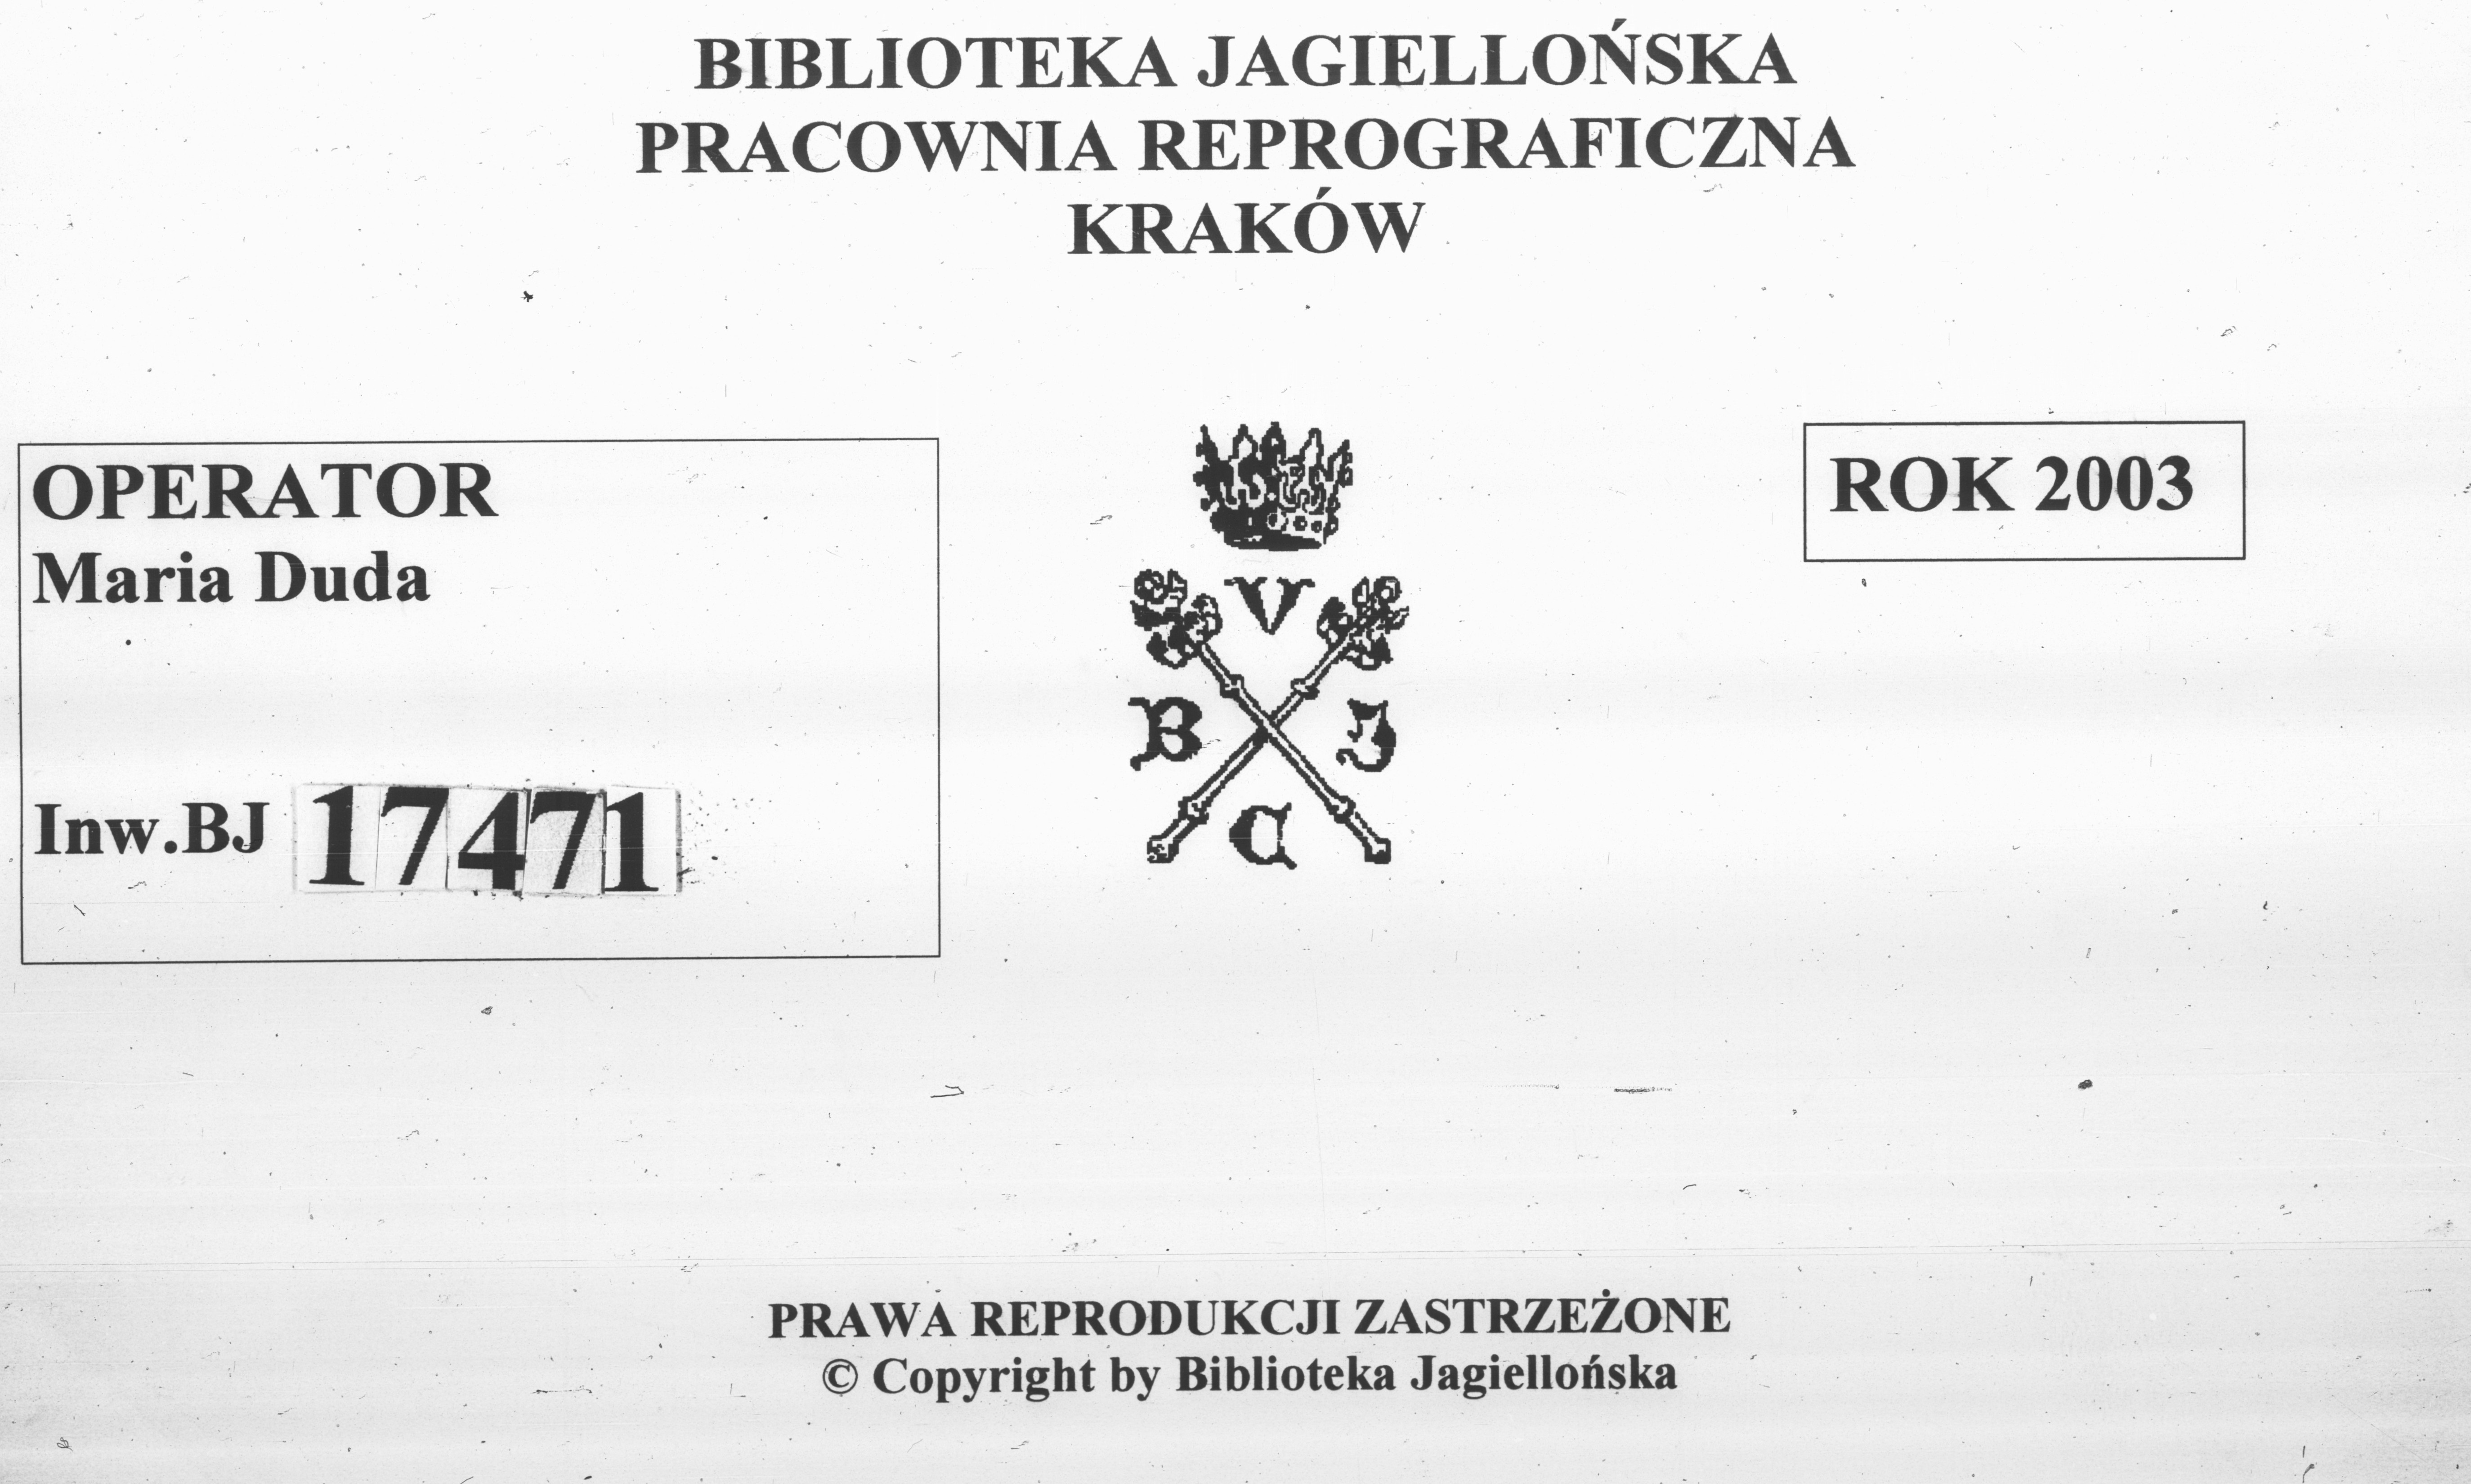 BIBLIOTEKA JAGIELLOŃSKA
PRACOWNIA REPROGRAFICZNA
KRAKÓW
OPERATOR
Maria Duda
Inw.BJ 17471
V
B J
C
ROK 2003
PRAWA REPRODUKCJI ZASTRZEŻONE
© Copyright by Biblioteka Jagiellońska